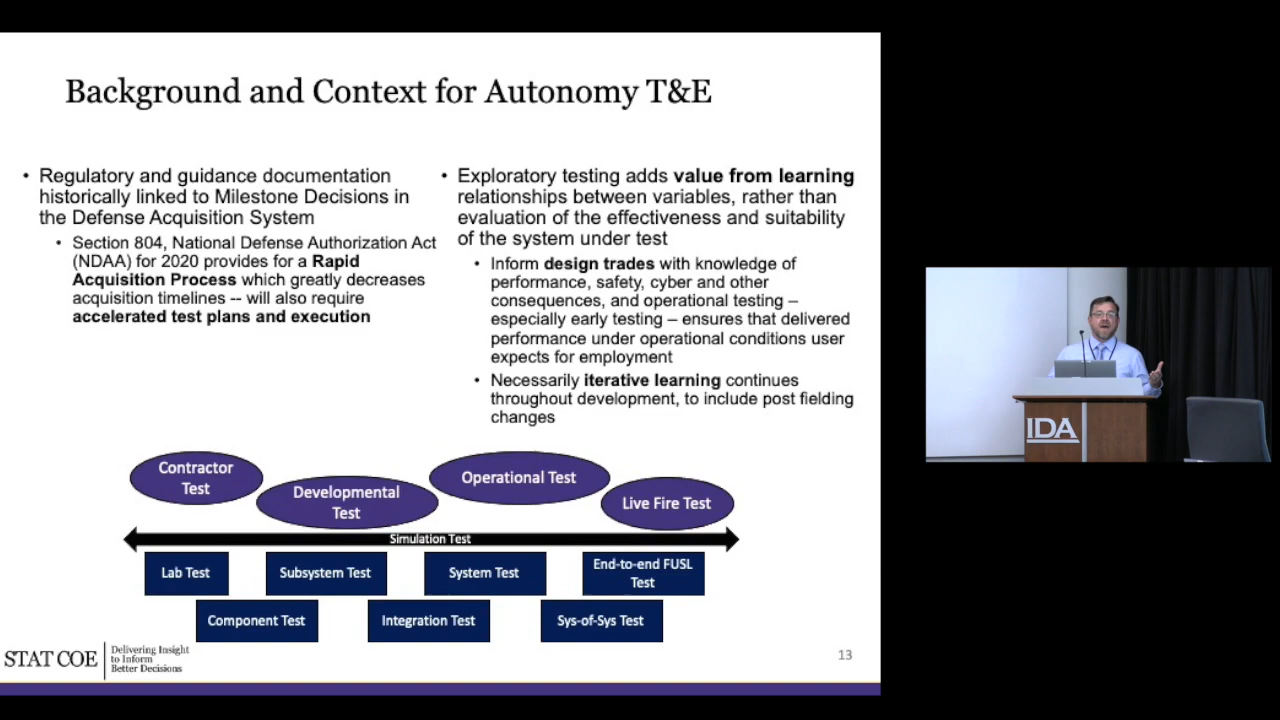 Background and Context for Autonomy T&E
• Regulatory and guidance documentation
historically linked to Milestone Decisions in
the Defense Acquisition System
• Section 804, National Defense Authorization Act
(NDAA) for 2020 provides for a Rapid
Acquisition Process which greatly decreases
acquisition timelines -- will also require
accelerated test plans and execution
• Exploratory testing adds value from learning
relationships between variables, rather than
evaluation of the effectiveness and suitability
of the system under test
• Inform design trades with knowledge of
performance, safety, cyber and other
consequences, and operational testing –
especially early testing – ensures that delivered
performance under operational conditions user
expects for employment
• Necessarily iterative learning continues
throughout development, to include post fielding
changes
Contractor
Test
Developmental
Test
Operational Test
Live Fire Test
Simulation Test
Lab Test
Subsystem Test
System Test
End-to-end FUSL
Test
Component Test
Integration Test
Sys-of-Sys Test
STAT COE
Delivering Insight
to Inform
Better Decisions
13
IDA